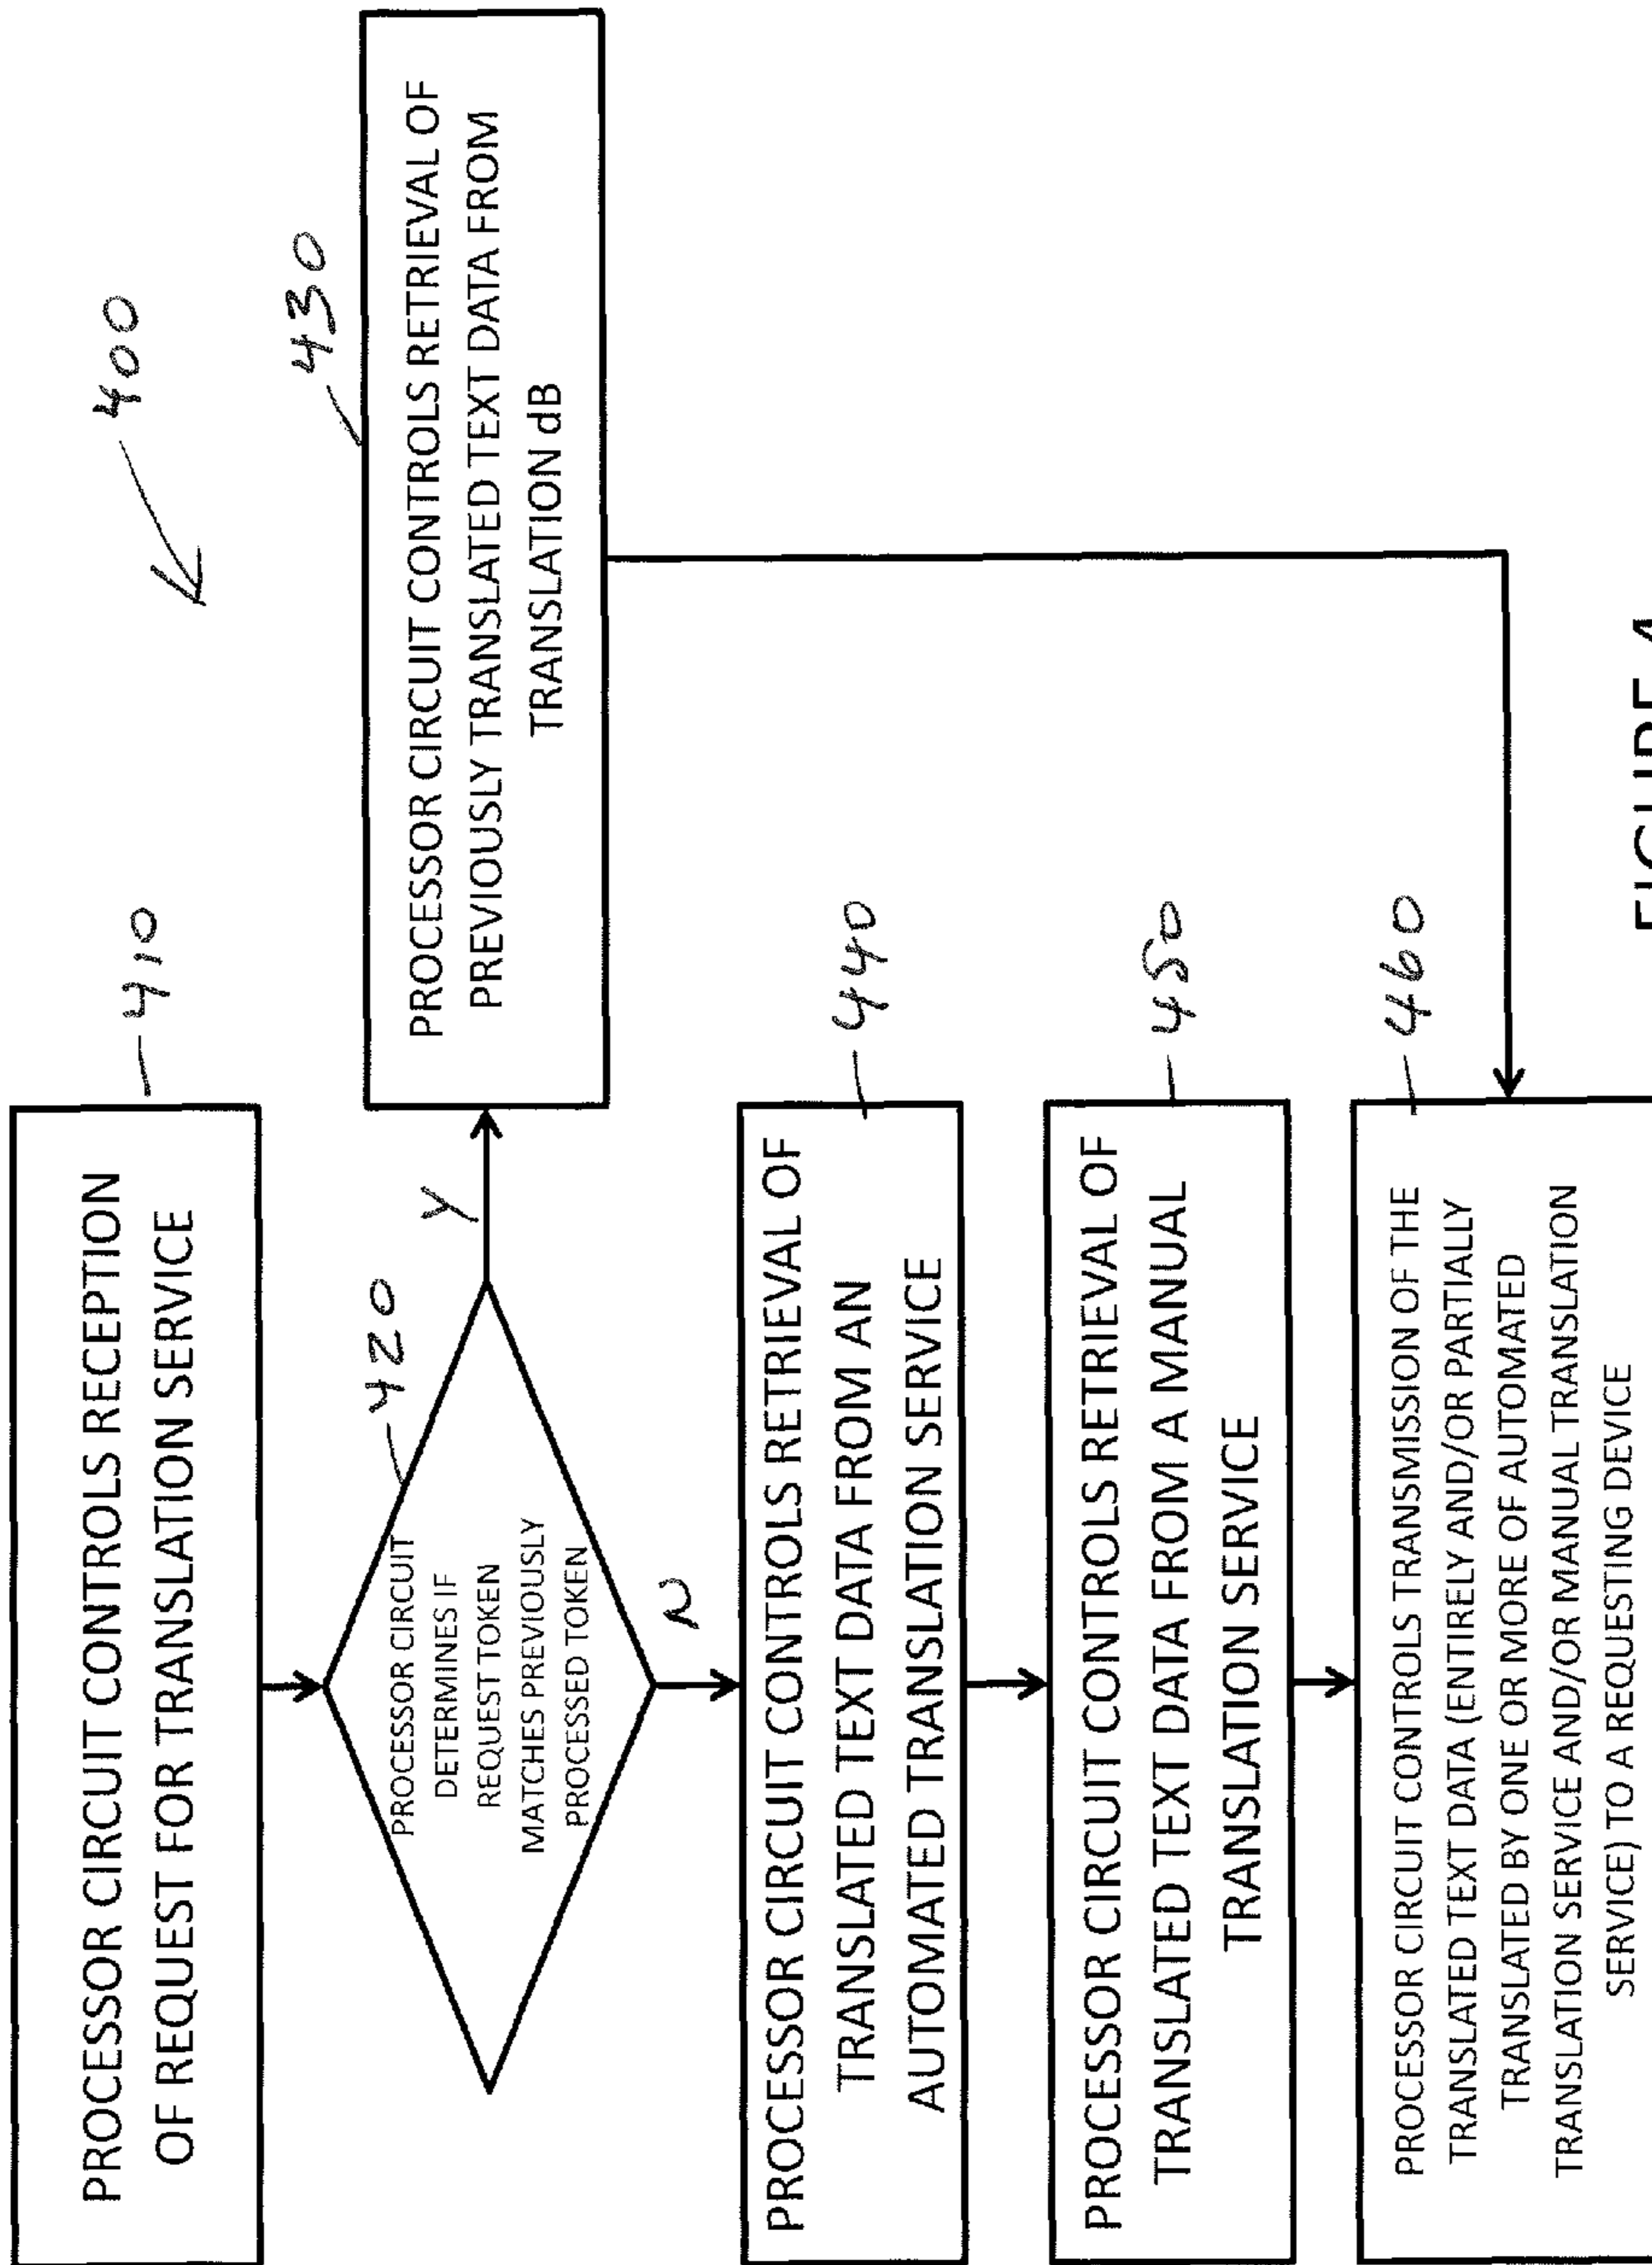 400
PROCESSOR CIRCUIT CONTROLS RECEPTION
OF REQUEST FOR TRANSLATION SERVICE
410
PROCESSOR CIRCUIT
DETERMINES IF
REQUEST TOKEN
MATCHES PREVIOUSLY
PROCESSED TOKEN
420
Y
N
PROCESSOR CIRCUIT CONTROLS RETRIEVAL OF
PREVIOUSLY TRANSLATED TEXT DATA FROM
TRANSLATION dB
430
PROCESSOR CIRCUIT CONTROLS RETRIEVAL OF
TRANSLATED TEXT DATA FROM AN
AUTOMATED TRANSLATION SERVICE
440
PROCESSOR CIRCUIT CONTROLS RETRIEVAL OF
TRANSLATED TEXT DATA FROM A MANUAL
TRANSLATION SERVICE
450
PROCESSOR CIRCUIT CONTROLS TRANSMISSION OF THE
TRANSLATED TEXT DATA (ENTIRELY AND/OR PARTIALLY
TRANSLATED BY ONE OR MORE OF AUTOMATED
TRANSLATION SERVICE AND/OR MANUAL TRANSLATION
SERVICE) TO A REQUESTING DEVICE
460
FIGURE 4